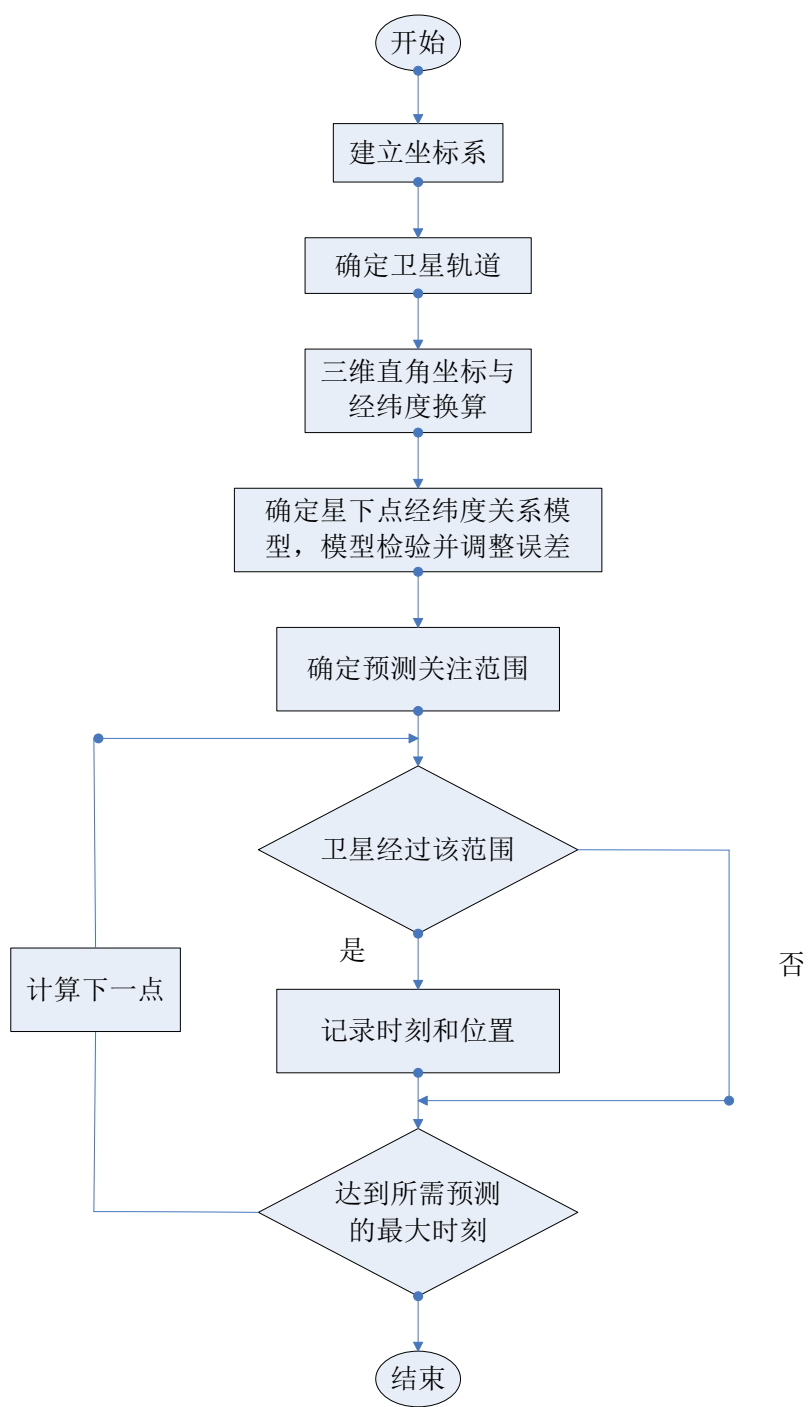 开始
建立坐标系
确定卫星轨道
三维直角坐标与
经纬度换算
确定星下点经纬度关系模
型，模型检验并调整误差
确定预测关注范围
卫星经过该范围
是
否
计算下一点
记录时刻和位置
达到所需预测
的最大时刻
结束